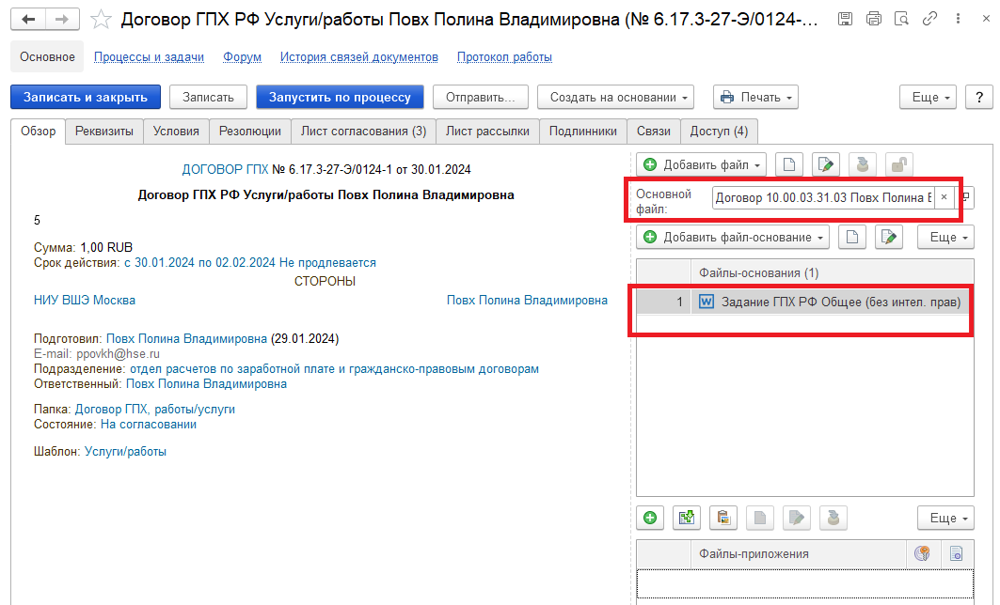 Договор ГПХ РФ Услуги/работы Повх Полина Владимировна (№ 6.17.3-27-Э/0124-...
Основное Процессы и задачи Форум История связей документов Протокол работы
Записать и закрыть Записать Запустить по процессу Отправить... Создать на основании Печать Еще ?
Обзор Реквизиты Условия Резолюции Лист согласования (3) Лист рассылки Подлинники Связи Доступ (4)
ДОГОВОР ГПХ № 6.17.3-27-Э/0124-1 от 30.01.2024
Договор ГПХ РФ Услуги/работы Повх Полина Владимировна
5
Сумма: 1,00 RUB
Срок действия: с 30.01.2024 по 02.02.2024 Не продлевается
СТОРОНЫ
НИУ ВШЭ Москва Повх Полина Владимировна
Подготовил: Повх Полина Владимировна (29.01.2024)
E-mail: ppovkh@hse.ru
Подразделение: отдел расчетов по заработной плате и гражданско-правовым договорам
Ответственный: Повх Полина Владимировна
Папка: Договор ГПХ, работы/услуги
Состояние: На согласовании
Шаблон: Услуги/работы
Добавить файл
Основной
файл:
Договор 10.00.03.31.03 Повх Полина
Добавить файл-основание Еще
Файлы-основания (1)
1 W Задание ГПХ РФ Общее (без интел. прав)
Еще
Файлы-приложения